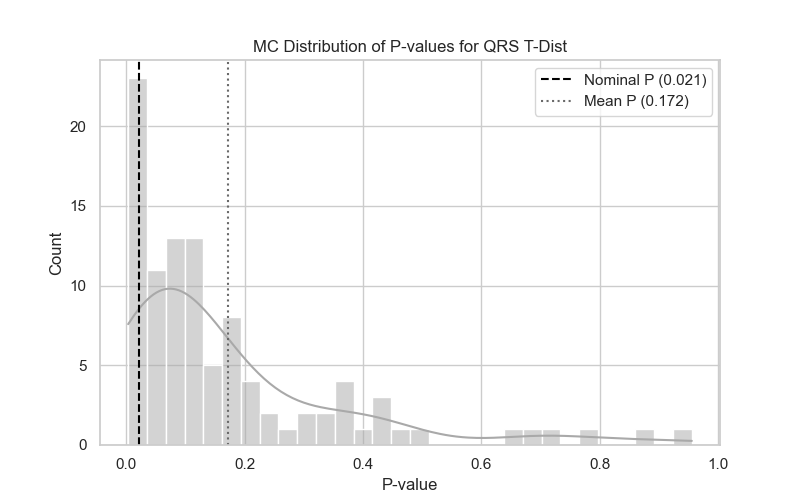 MC Distribution of P-values for QRS T-Dist
Nominal P (0.021)
Mean P (0.172)
Count
20
15
10
5
0
0.0 0.2 0.4 0.6 0.8 1.0
P-value